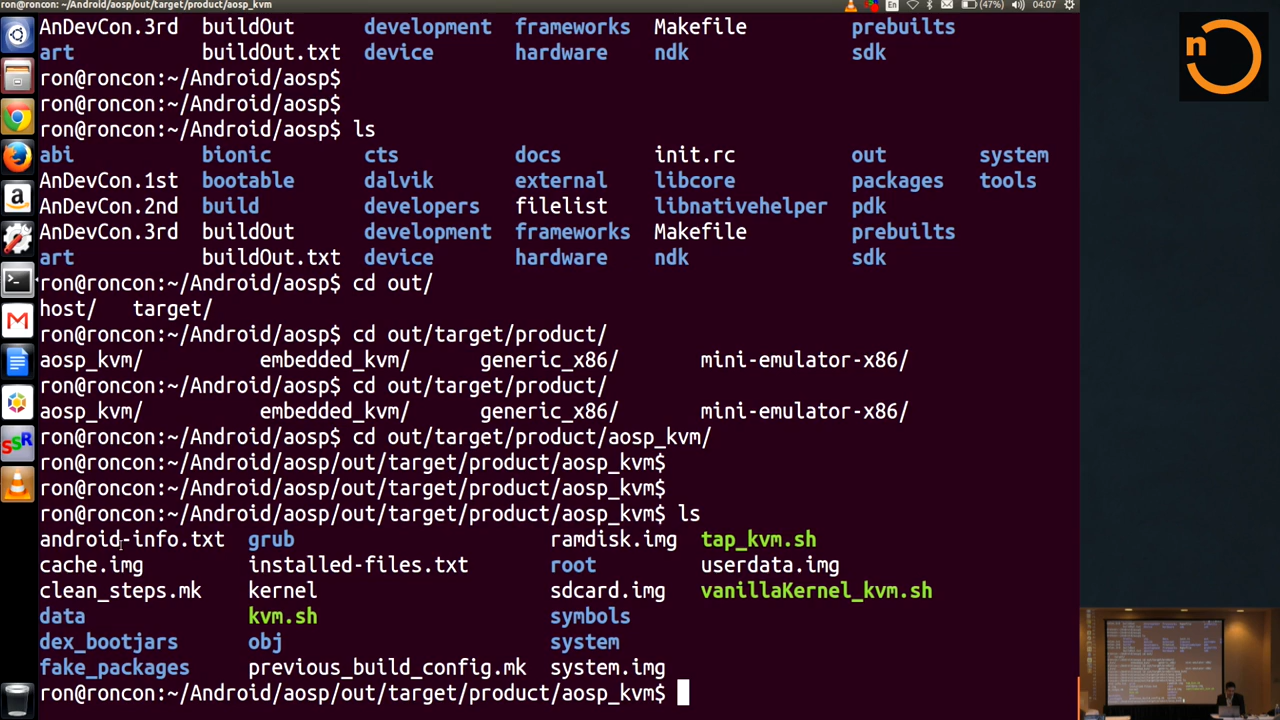 ron@roncon: ~/Android/aosp/out/target/product/aosp_kvm
En (47%) 04:07
AnDevCon.3rd buildOut development frameworks Makefile prebuilts
art buildOut.txt device hardware ndk sdk
ron@roncon:~/Android/aosp$
ron@roncon:~/Android/aosp$
ron@roncon:~/Android/aosp$ ls
abi bionic cts docs init.rc out system
AnDevCon.1st bootable dalvik external libcore packages tools
AnDevCon.2nd build developers filelist libnativehelper pdk
AnDevCon.3rd buildOut development frameworks Makefile prebuilts
art buildOut.txt device hardware ndk sdk
ron@roncon:~/Android/aosp$ cd out/
host/ target/
ron@roncon:~/Android/aosp$ cd out/target/product/
aosp_kvm/ embedded_kvm/ generic_x86/ mini-emulator-x86/
ron@roncon:~/Android/aosp$ cd out/target/product/
aosp_kvm/ embedded_kvm/ generic_x86/ mini-emulator-x86/
ron@roncon:~/Android/aosp$ cd out/target/product/aosp_kvm/
ron@roncon:~/Android/aosp/out/target/product/aosp_kvm$
ron@roncon:~/Android/aosp/out/target/product/aosp_kvm$
ron@roncon:~/Android/aosp/out/target/product/aosp_kvm$ ls
android-info.txt grub ramdisk.img tap_kvm.sh
cache.img installed-files.txt root userdata.img
clean_steps.mk kernel sdcard.img vanillaKernel_kvm.sh
data kvm.sh symbols
dex_bootjars obj system
fake_packages previous_build_config.mk system.img
ron@roncon:~/Android/aosp/out/target/product/aosp_kvm$
n
SSR